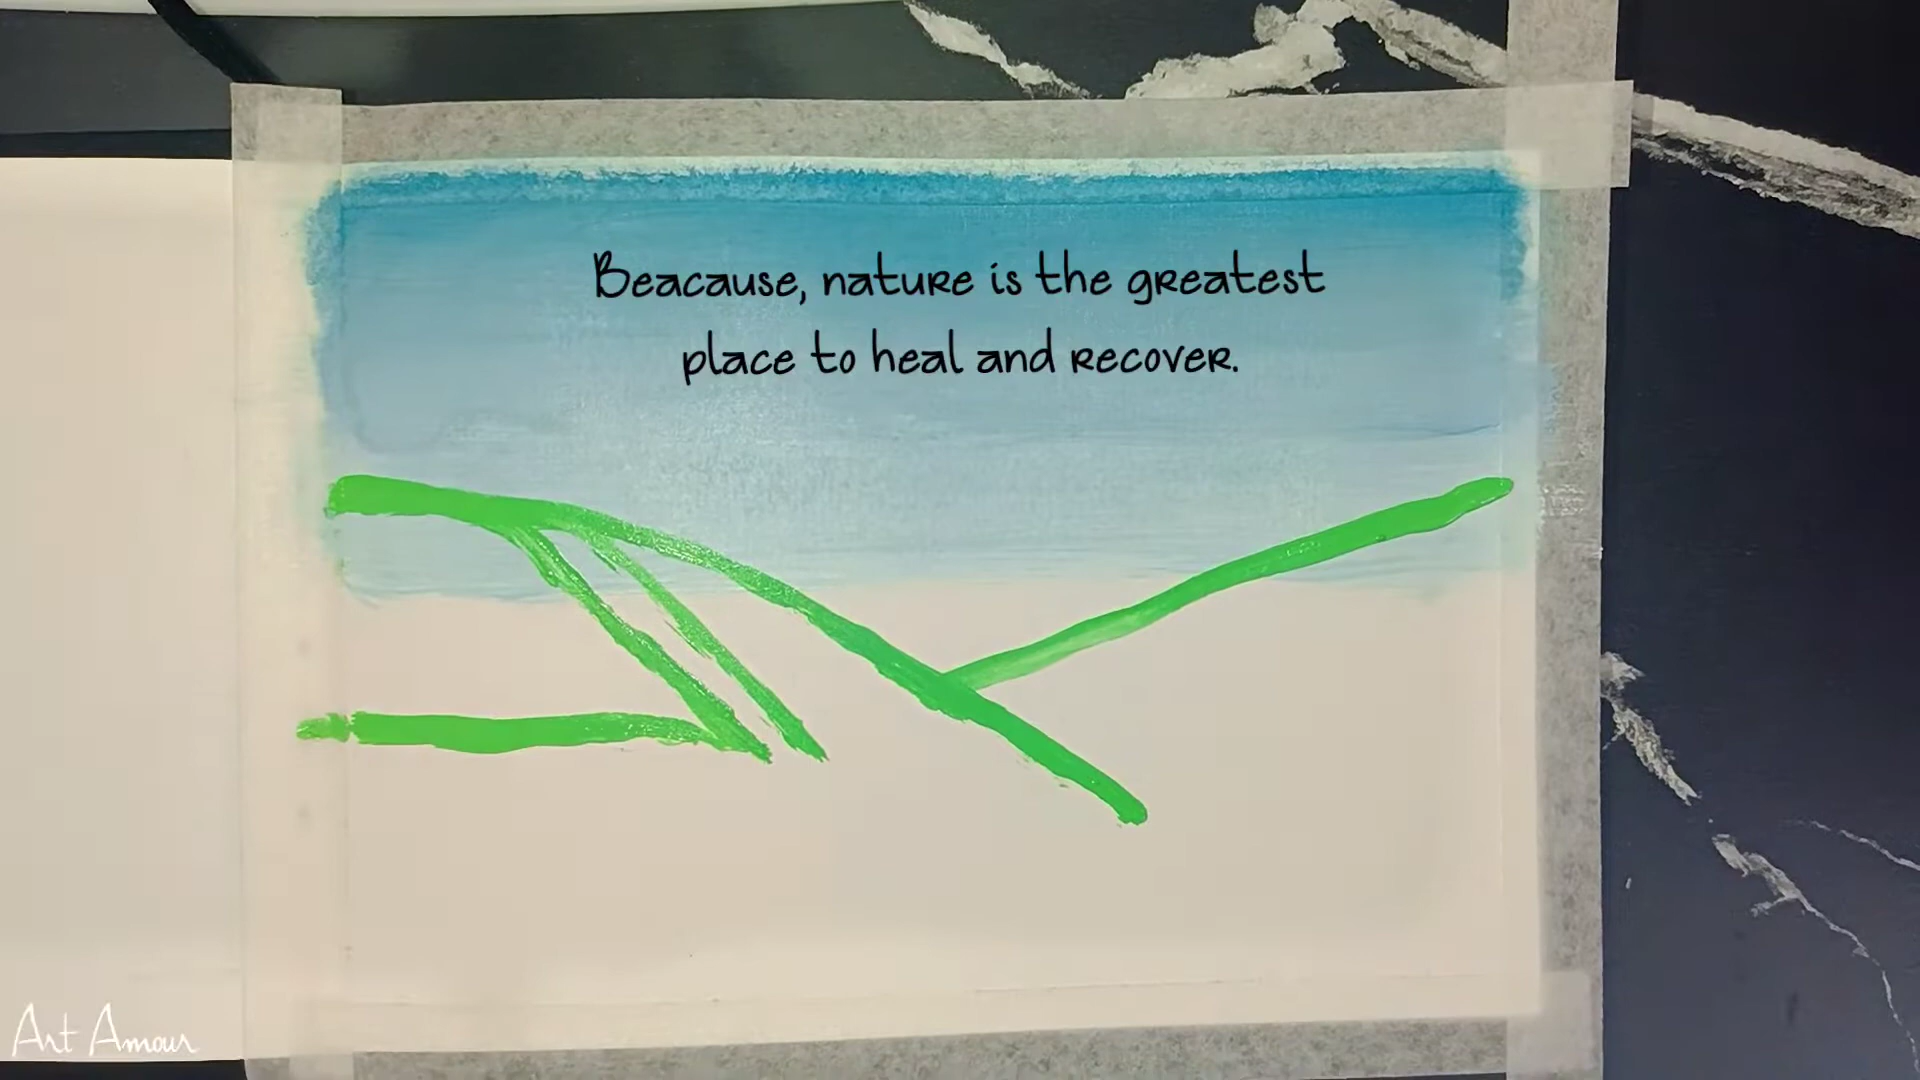 Beacause, nature is the greatest
place to heal and recover.
Art Amour